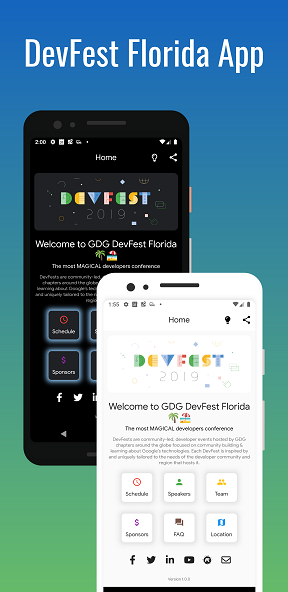 DevFest Florida App
2:00
Home
DEVFEST
2019
Welcome to GDG DevFest Florida
🌴🏖️
The most MAGICAL developers conference
DevFests are community-led,
chapters around the globe
learning about Google's techno
and uniquely tailored to the n
Schedule
Sponsors
1:55
Home
DEVFEST
2019
Welcome to GDG DevFest Florida
🌴🏖️
The most MAGICAL developers conference
DevFests are community-led, developer events hosted by GDG
chapters around the globe focused on community building &
learning about Google's technologies. Each DevFest is inspired by
and uniquely tailored to the needs of the developer community and
region that hosts it.
Schedule Speakers Team
Sponsors FAQ Location
Version 1.0.0